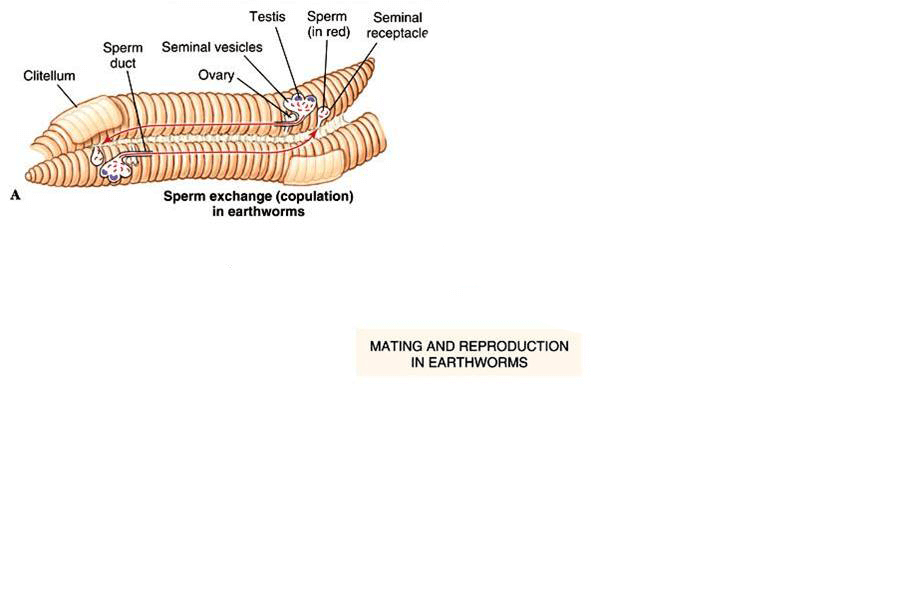 Testis
Sperm
(in red)
Seminal
receptacle
Sperm
duct
Seminal vesicles
Ovary
Clitellum
A
Sperm exchange (copulation)
in earthworms
MATING AND REPRODUCTION
IN EARTHWORMS